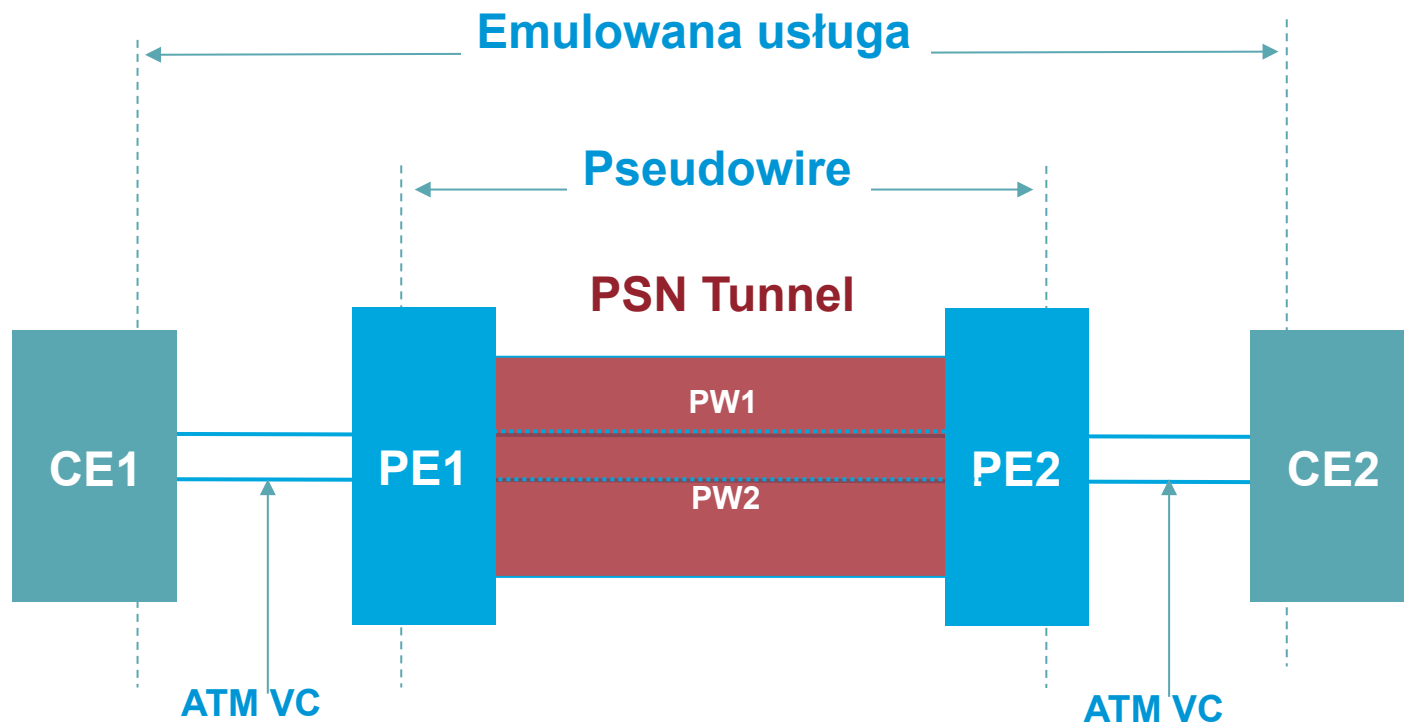 Emulowana usługa
Pseudowire
PSN Tunnel
PW1
CE1
PE1
PE2
CE2
PW2
ATM VC
ATM VC